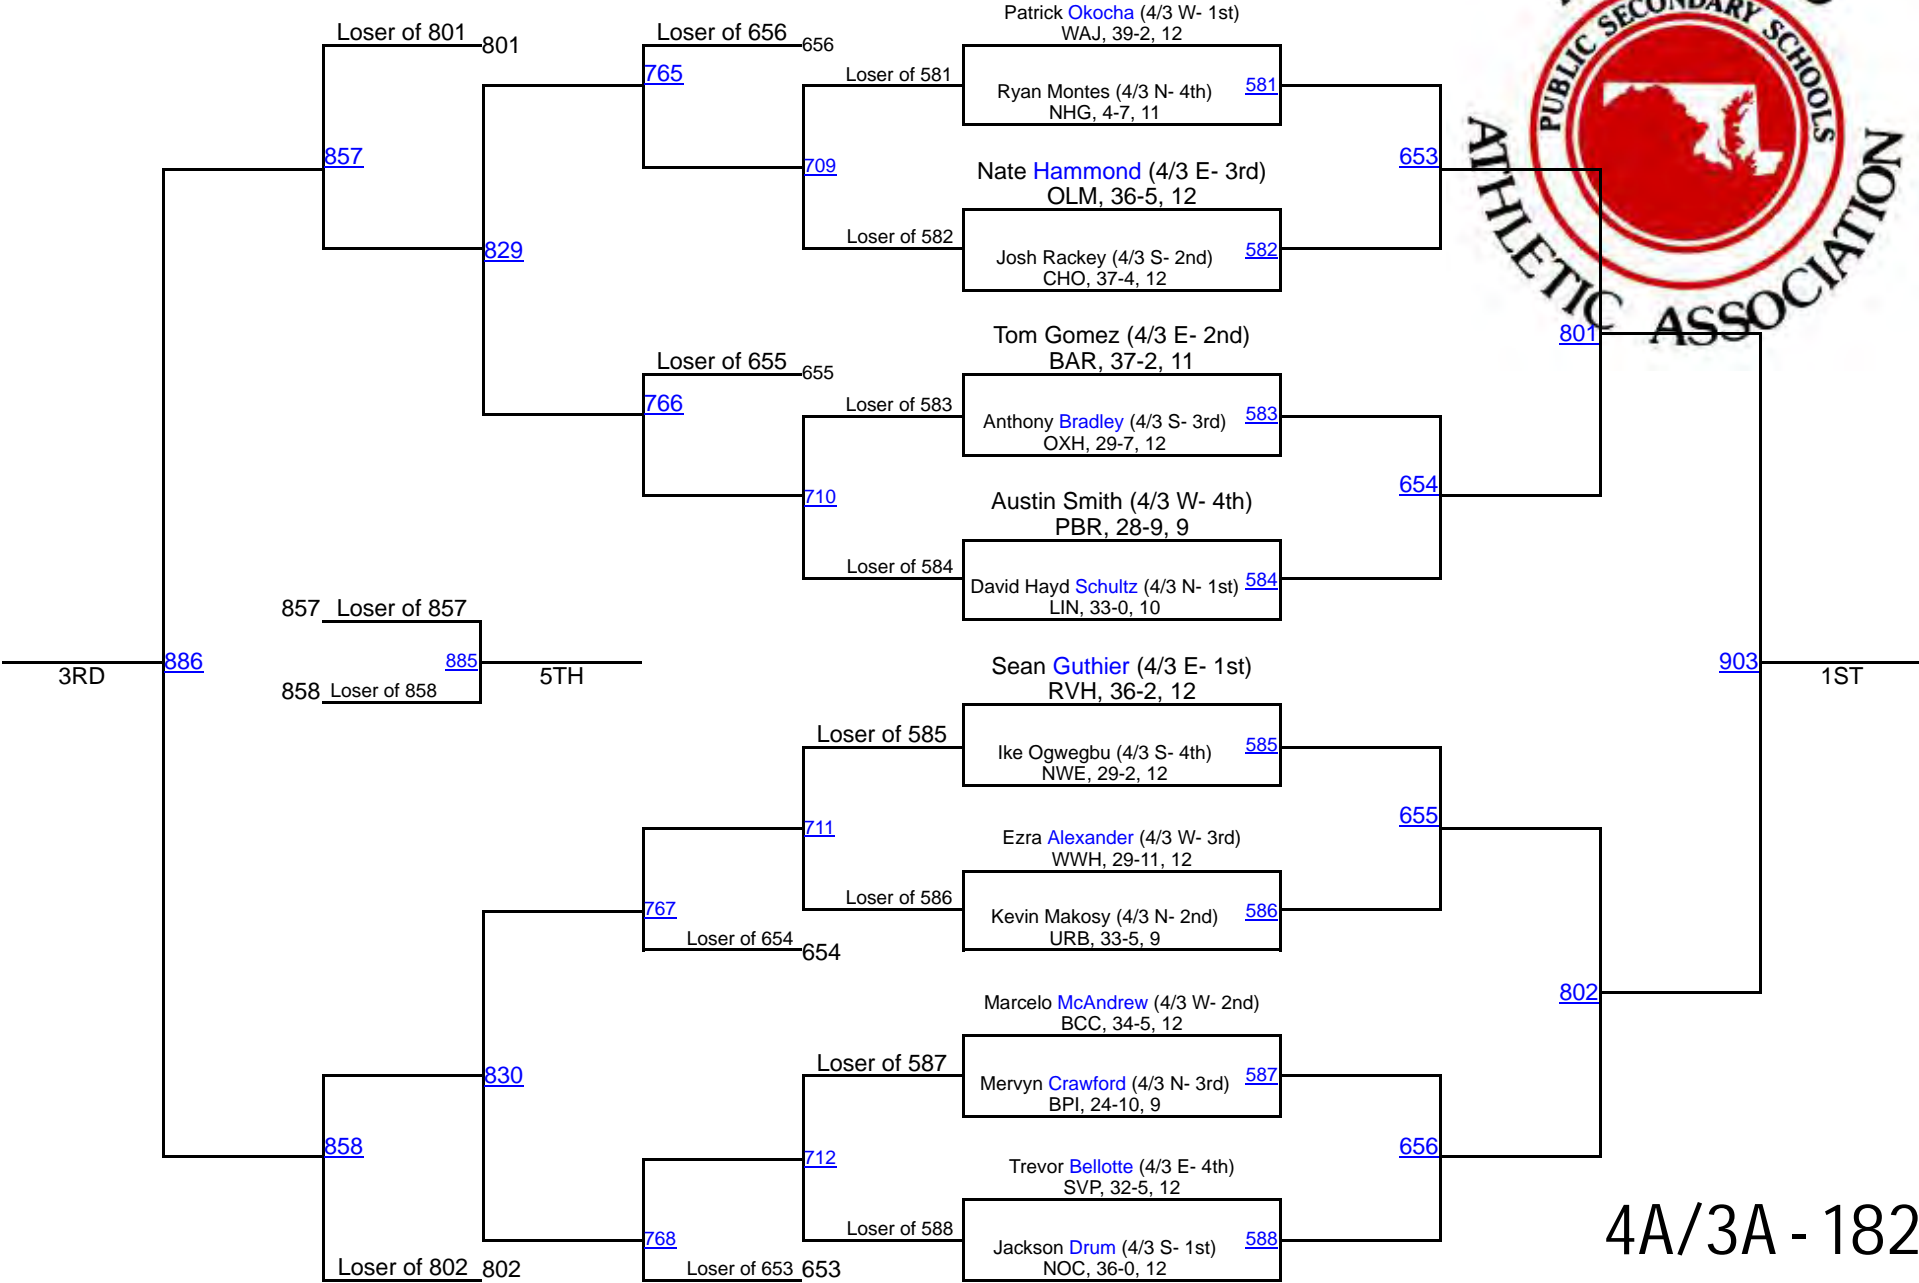 Loser of 801
801
Loser of 656
656
Patrick Okocha (4/3 W- 1st)
WAJ, 39-2, 12
PUBLIC SECONDARY SCHOOLS
ATHLETIC ASSOCIATION
765
Loser of 581
Ryan Montes (4/3 N- 4th)
NHG, 4-7, 11
581
857
709
Nate Hammond (4/3 E- 3rd)
OLM, 36-5, 12
653
829
Loser of 582
Josh Rackey (4/3 S- 2nd)
CHO, 37-4, 12
582
Tom Gomez (4/3 E- 2nd)
BAR, 37-2, 11
801
Loser of 655
655
766
Loser of 583
Anthony Bradley (4/3 S- 3rd)
OXH, 29-7, 12
583
710
Austin Smith (4/3 W- 4th)
PBR, 28-9, 9
654
Loser of 584
David Hayd Schultz (4/3 N- 1st)
LIN, 33-0, 10
584
857
Loser of 857
3RD
886
885
5TH
858
Loser of 858
Sean Guthier (4/3 E- 1st)
RVH, 36-2, 12
903
1ST
Loser of 585
Ike Ogwegbu (4/3 S- 4th)
NWE, 29-2, 12
585
711
Ezra Alexander (4/3 W- 3rd)
WWH, 29-11, 12
655
767
Loser of 586
Kevin Makosy (4/3 N- 2nd)
URB, 33-5, 9
586
Loser of 654
654
Marcelo McAndrew (4/3 W- 2nd)
BCC, 34-5, 12
802
830
Loser of 587
Mervyn Crawford (4/3 N- 3rd)
BPI, 24-10, 9
587
858
712
Trevor Bellotte (4/3 E- 4th)
SVP, 32-5, 12
656
768
Loser of 588
Jackson Drum (4/3 S- 1st)
NOC, 36-0, 12
588
Loser of 802
802
Loser of 653
653
4A/3A - 182